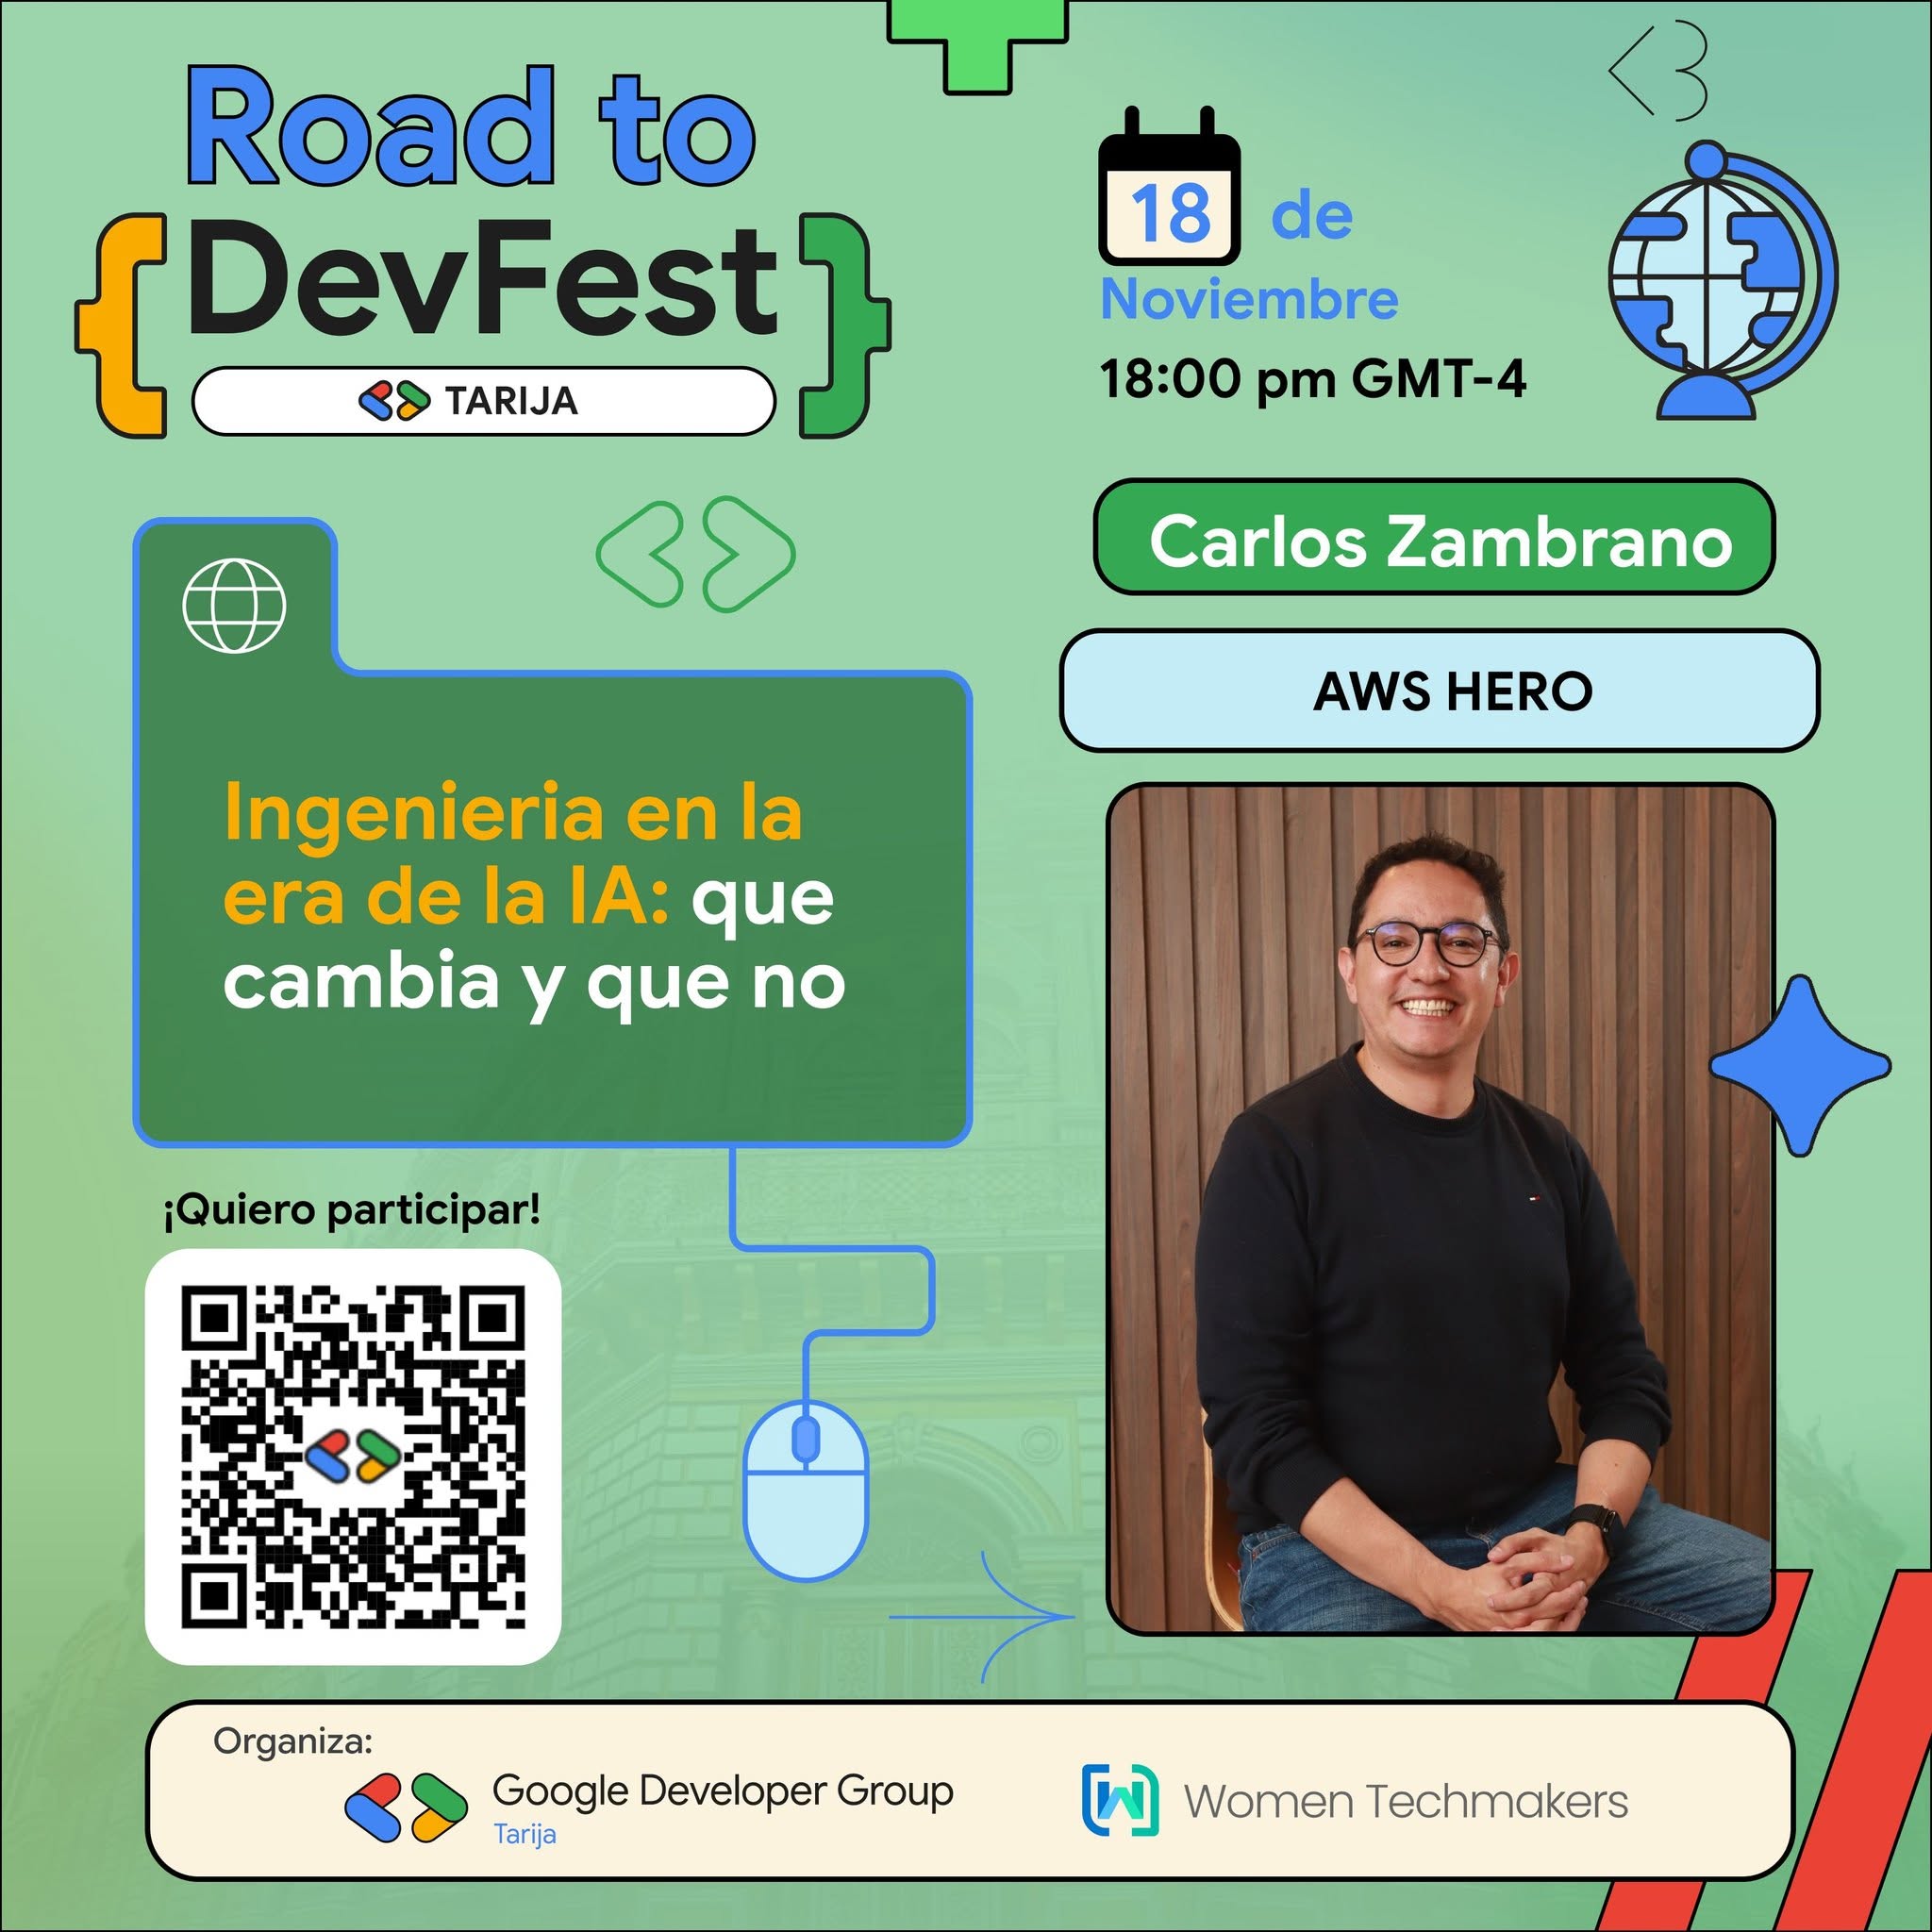 Road to
DevFest
TARIJA
18 de
Noviembre
18:00 pm GMT-4
Carlos Zambrano
AWS HERO
Ingenieria en la
era de la IA: que
cambia y que no
¡Quiero participar!
Organiza:
Google Developer Group
Tarija
Women Techmakers